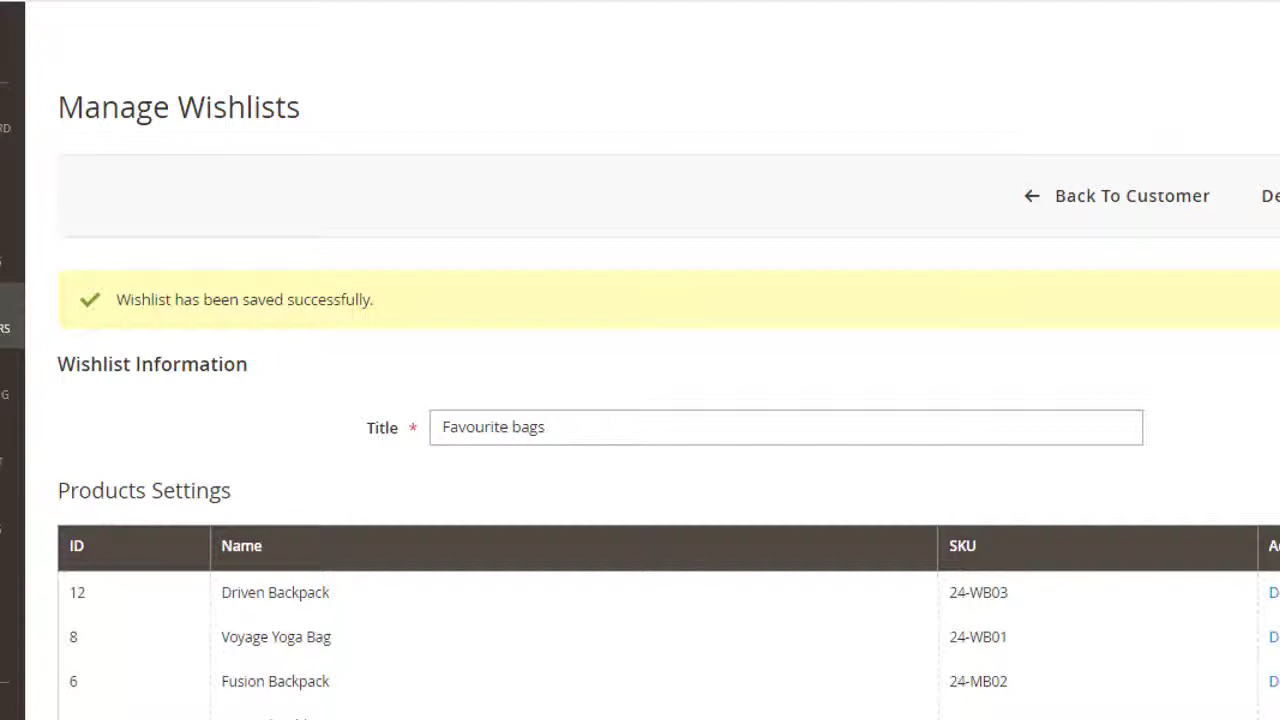 Manage Wishlists
Back To Customer
Wishlist has been saved successfully.
Wishlist Information
Title *
Favourite bags
Products Settings
ID Name SKU
12 Driven Backpack 24-WB03
8 Voyage Yoga Bag 24-WB01
6 Fusion Backpack 24-MB02